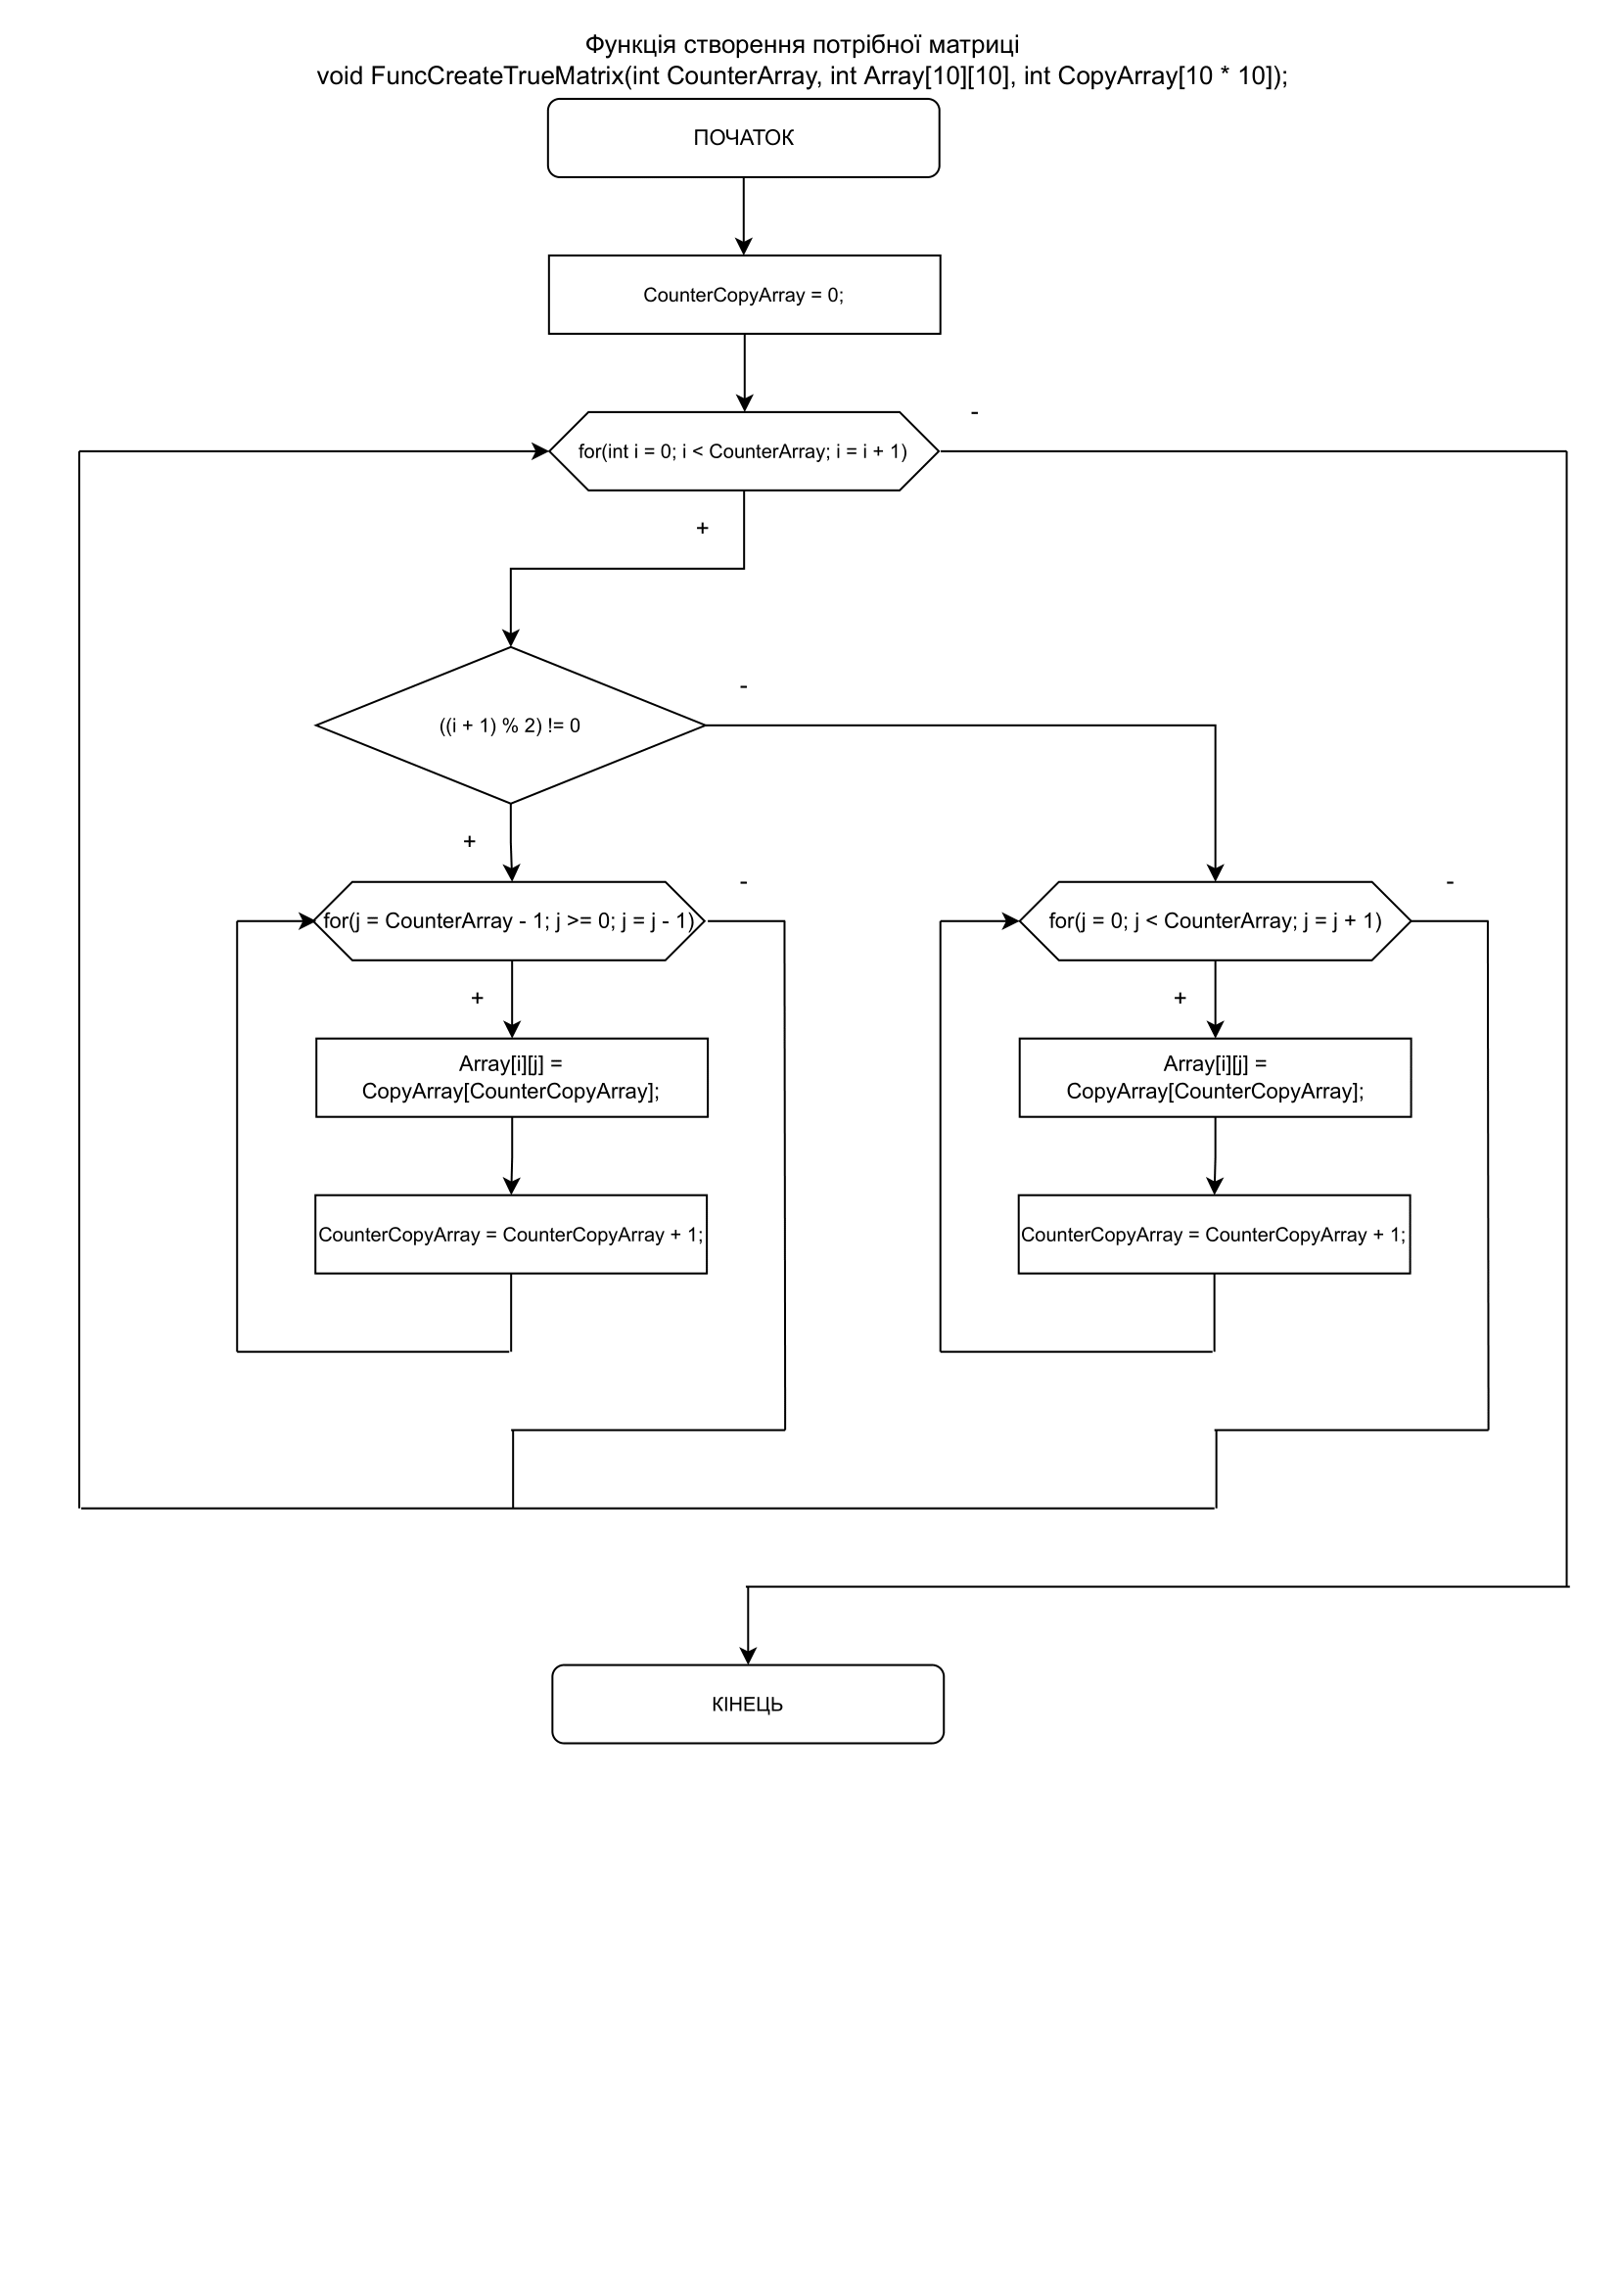 Функція створення потрібної матриці
void FuncCreateTrueMatrix(int CounterArray, int Array[10][10], int CopyArray[10 * 10]);
ПОЧАТОК
CounterCopyArray = 0;
-
for(int i = 0; i < CounterArray; i = i + 1)
+
-
((i + 1) % 2) != 0
+
-
-
for(j = CounterArray - 1; j >= 0; j = j - 1)
for(j = 0; j < CounterArray; j = j + 1)
+
+
Array[i][j] =
CopyArray[CounterCopyArray];
Array[i][j] =
CopyArray[CounterCopyArray];
CounterCopyArray = CounterCopyArray + 1;
CounterCopyArray = CounterCopyArray + 1;
КІНЕЦЬ